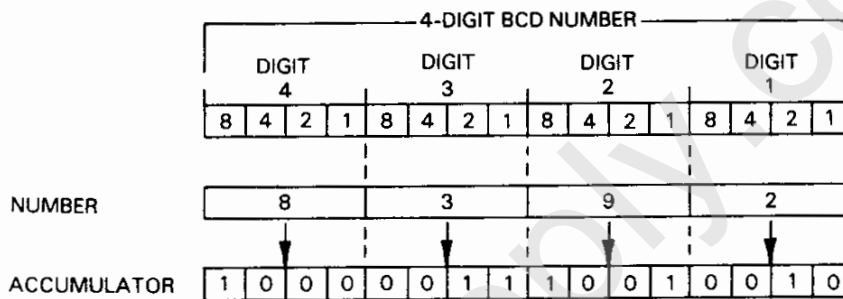 4-DIGIT BCD NUMBER
DIGIT 4 DIGIT 3 DIGIT 2 DIGIT 1
8 4 2 1 8 4 2 1 8 4 2 1 8 4 2 1
NUMBER 8 3 9 2
ACCUMULATOR 1 0 0 0 0 0 1 1 1 0 0 1 0 0 1 0